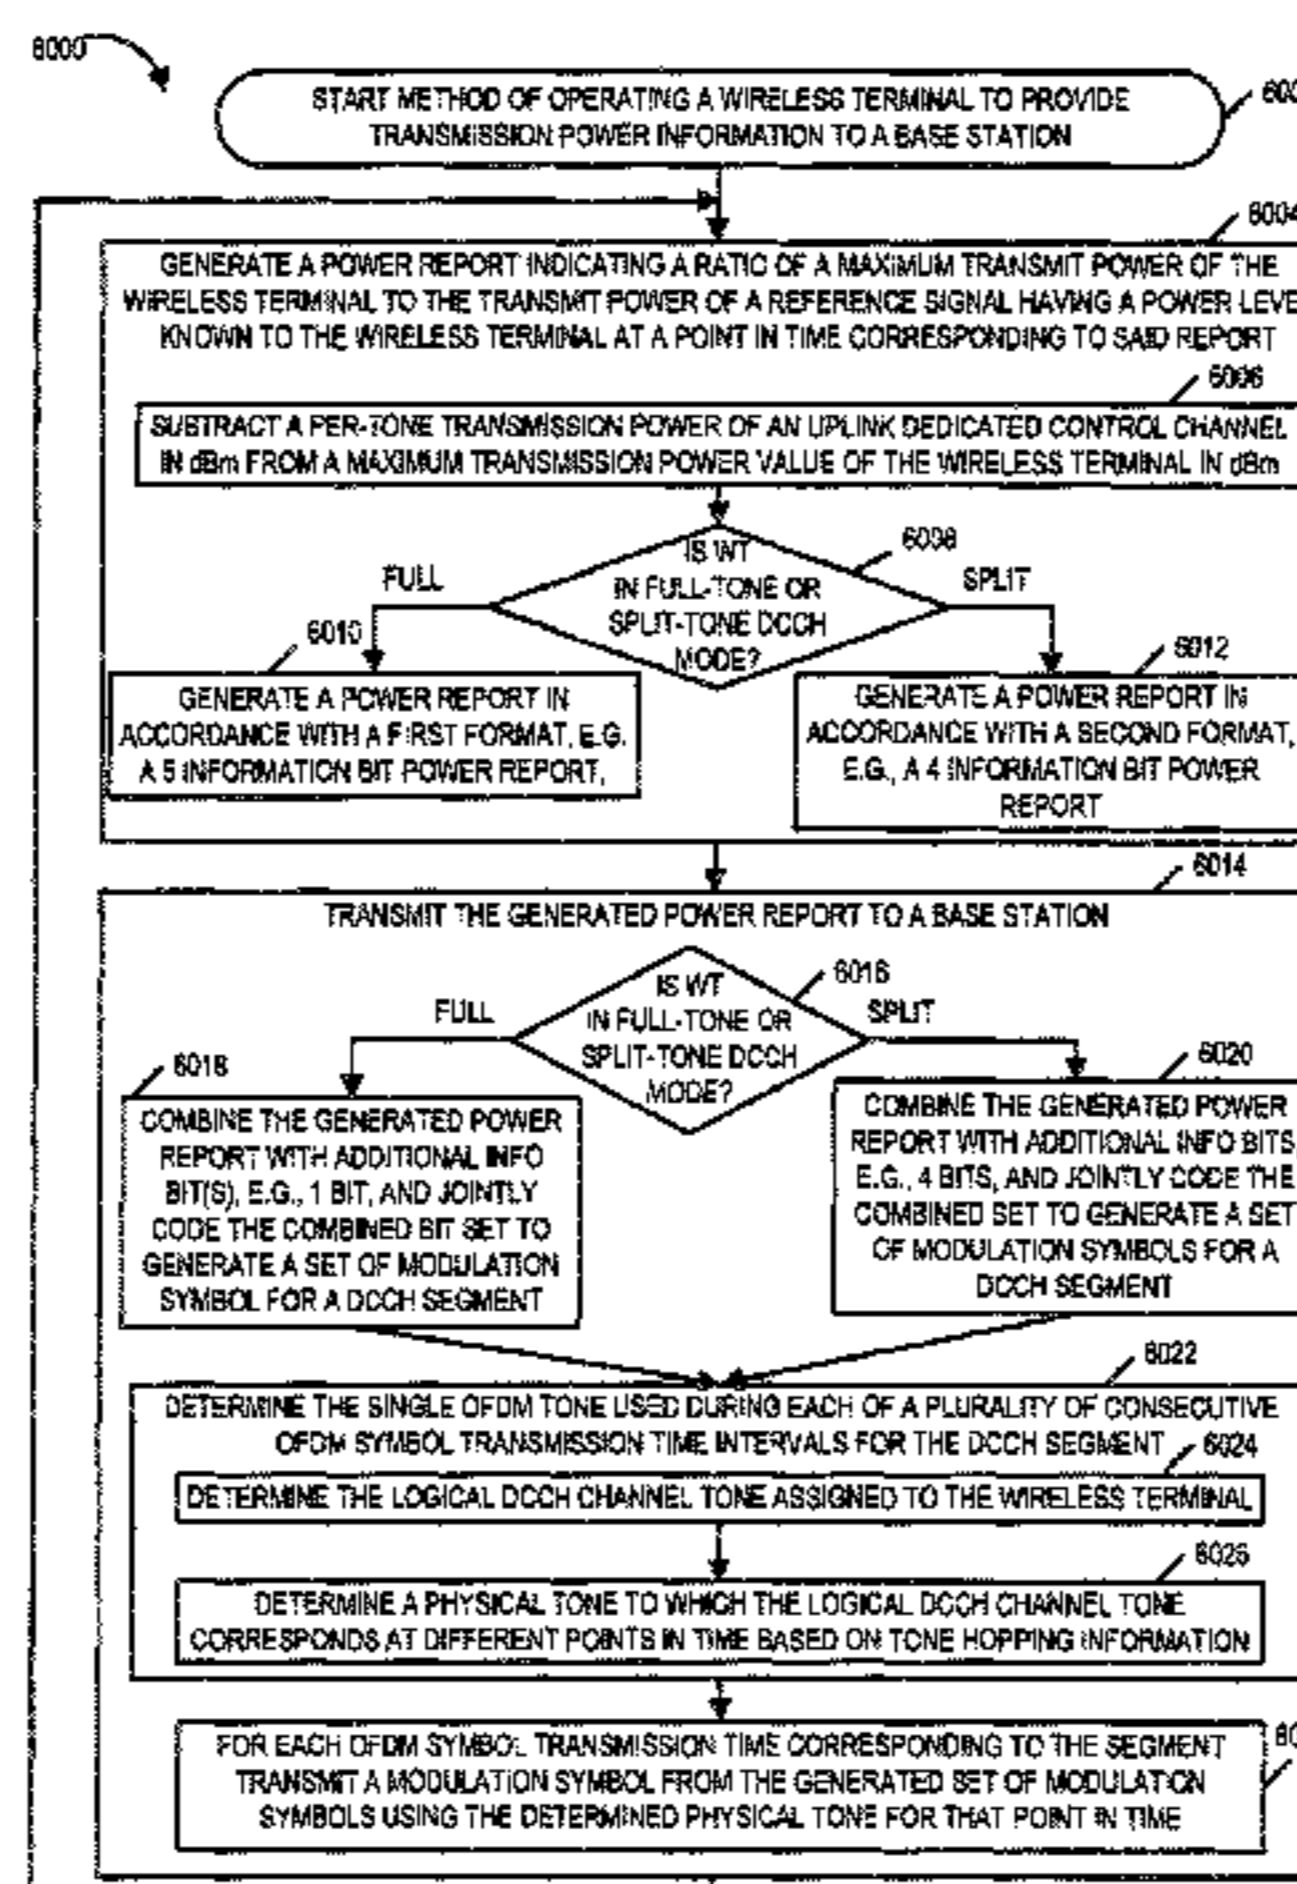 6000
START METHOD OF OPERATING A WIRELESS TERMINAL TO PROVIDE
TRANSMISSION POWER INFORMATION TO A BASE STATION
6004
GENERATE A POWER REPORT INDICATING A RATIO OF A MAXIMUM TRANSMIT POWER OF THE
WIRELESS TERMINAL TO THE TRANSMIT POWER OF A REFERENCE SIGNAL HAVING A POWER LEVE
KNOWN TO THE WIRELESS TERMINAL AT A POINT IN TIME CORRESPONDING TO SAID REPORT
6006
SUBTRACT A PER-TONE TRANSMISSION POWER OF AN UPLINK DEDICATED CONTROL CHANNEL
IN dBm FROM A MAXIMUM TRANSMISSION POWER VALUE OF THE WIRELESS TERMINAL IN dBm
6008
IS WT
IN FULL-TONE OR
SPLIT-TONE DCCH
MODE?
FULL
SPLIT
6010
GENERATE A POWER REPORT IN
ACCORDANCE WITH A FIRST FORMAT, E.G.
A 5 INFORMATION BIT POWER REPORT,
6012
GENERATE A POWER REPORT IN
ACCORDANCE WITH A SECOND FORMAT,
E.G., A 4 INFORMATION BIT POWER
REPORT
6014
TRANSMIT THE GENERATED POWER REPORT TO A BASE STATION
6016
IS WT
IN FULL-TONE OR
SPLIT-TONE DCCH
MODE?
FULL
SPLIT
6018
COMBINE THE GENERATED POWER
REPORT WITH ADDITIONAL INFO
BIT(S), E.G., 1 BIT, AND JOINTLY
CODE THE COMBINED BIT SET TO
GENERATE A SET OF MODULATION
SYMBOL FOR A DCCH SEGMENT
6020
COMBINE THE GENERATED POWER
REPORT WITH ADDITIONAL INFO BITS,
E.G., 4 BITS, AND JOINTLY CODE THE
COMBINED SET TO GENERATE A SET
OF MODULATION SYMBOLS FOR A
DCCH SEGMENT
6022
DETERMINE THE SINGLE OFDM TONE USED DURING EACH OF A PLURALITY OF CONSECUTIVE
OFDM SYMBOL TRANSMISSION TIME INTERVALS FOR THE DCCH SEGMENT
6024
DETERMINE THE LOGICAL DCCH CHANNEL TONE ASSIGNED TO THE WIRELESS TERMINAL
6026
DETERMINE A PHYSICAL TONE TO WHICH THE LOGICAL DCCH CHANNEL TONE
CORRESPONDS AT DIFFERENT POINTS IN TIME BASED ON TONE HOPPING INFORMATION
FOR EACH OFDM SYMBOL TRANSMISSION TIME CORRESPONDING TO THE SEGMENT
TRANSMIT A MODULATION SYMBOL FROM THE GENERATED SET OF MODULATION
SYMBOLS USING THE DETERMINED PHYSICAL TONE FOR THAT POINT IN TIME